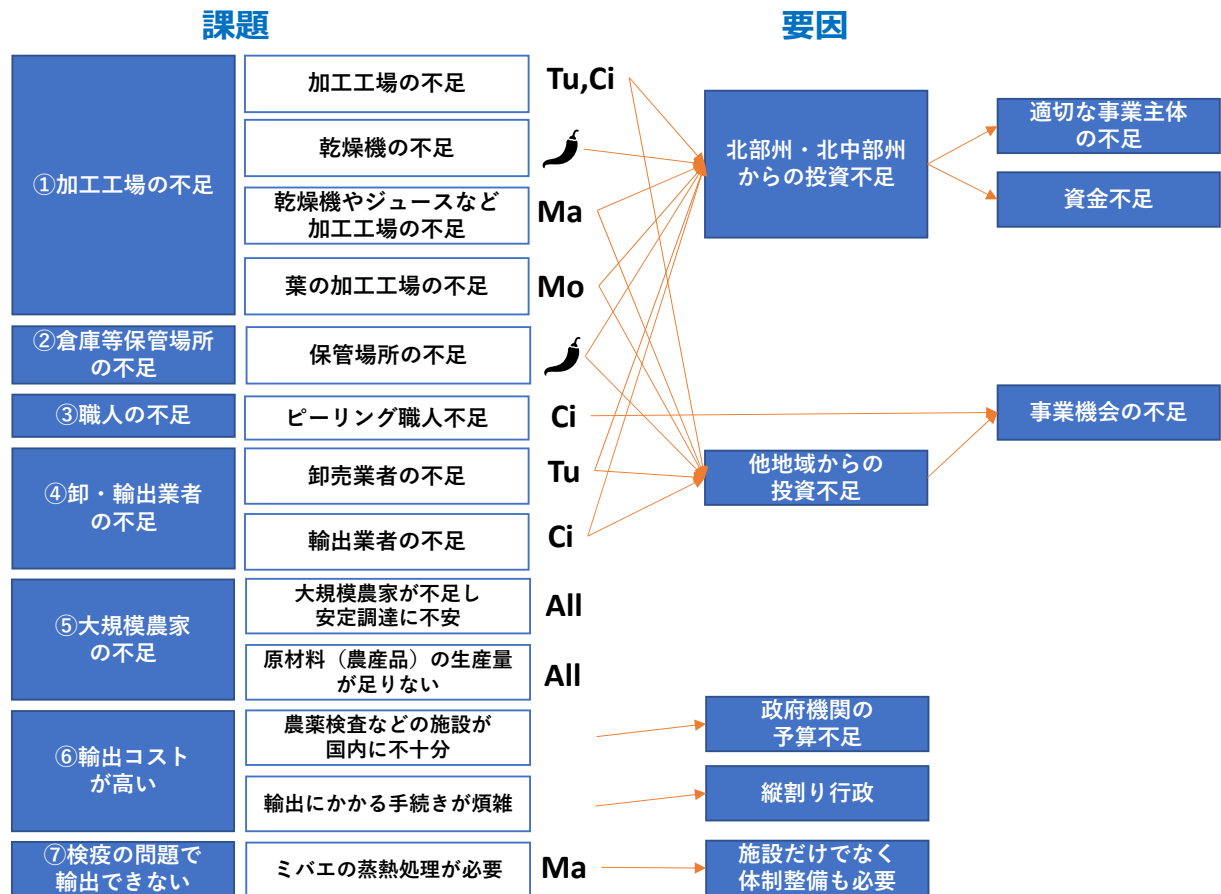 課題
要因
①加工工場の不足
加工工場の不足
Tu,Ci
乾燥機の不足
乾燥機やジュースなど
加工工場の不足
Ma
葉の加工工場の不足
Mo
②倉庫等保管場所
の不足
保管場所の不足
③職人の不足
ピーリング職人不足
Ci
④卸・輸出業者
の不足
卸売業者の不足
Tu
輸出業者の不足
Ci
⑤大規模農家
の不足
大規模農家が不足し
安定調達に不安
All
原材料（農産品）の生産量
が足りない
All
⑥輸出コスト
が高い
農薬検査などの施設が
国内に不十分
輸出にかかる手続きが煩雑
⑦検疫の問題で
輸出できない
ミバエの蒸熱処理が必要
Ma
北部州・北中部州
からの投資不足
他地域からの
投資不足
政府機関の
予算不足
縦割り行政
施設だけでなく
体制整備も必要
適切な事業主体
の不足
資金不足
事業機会の不足